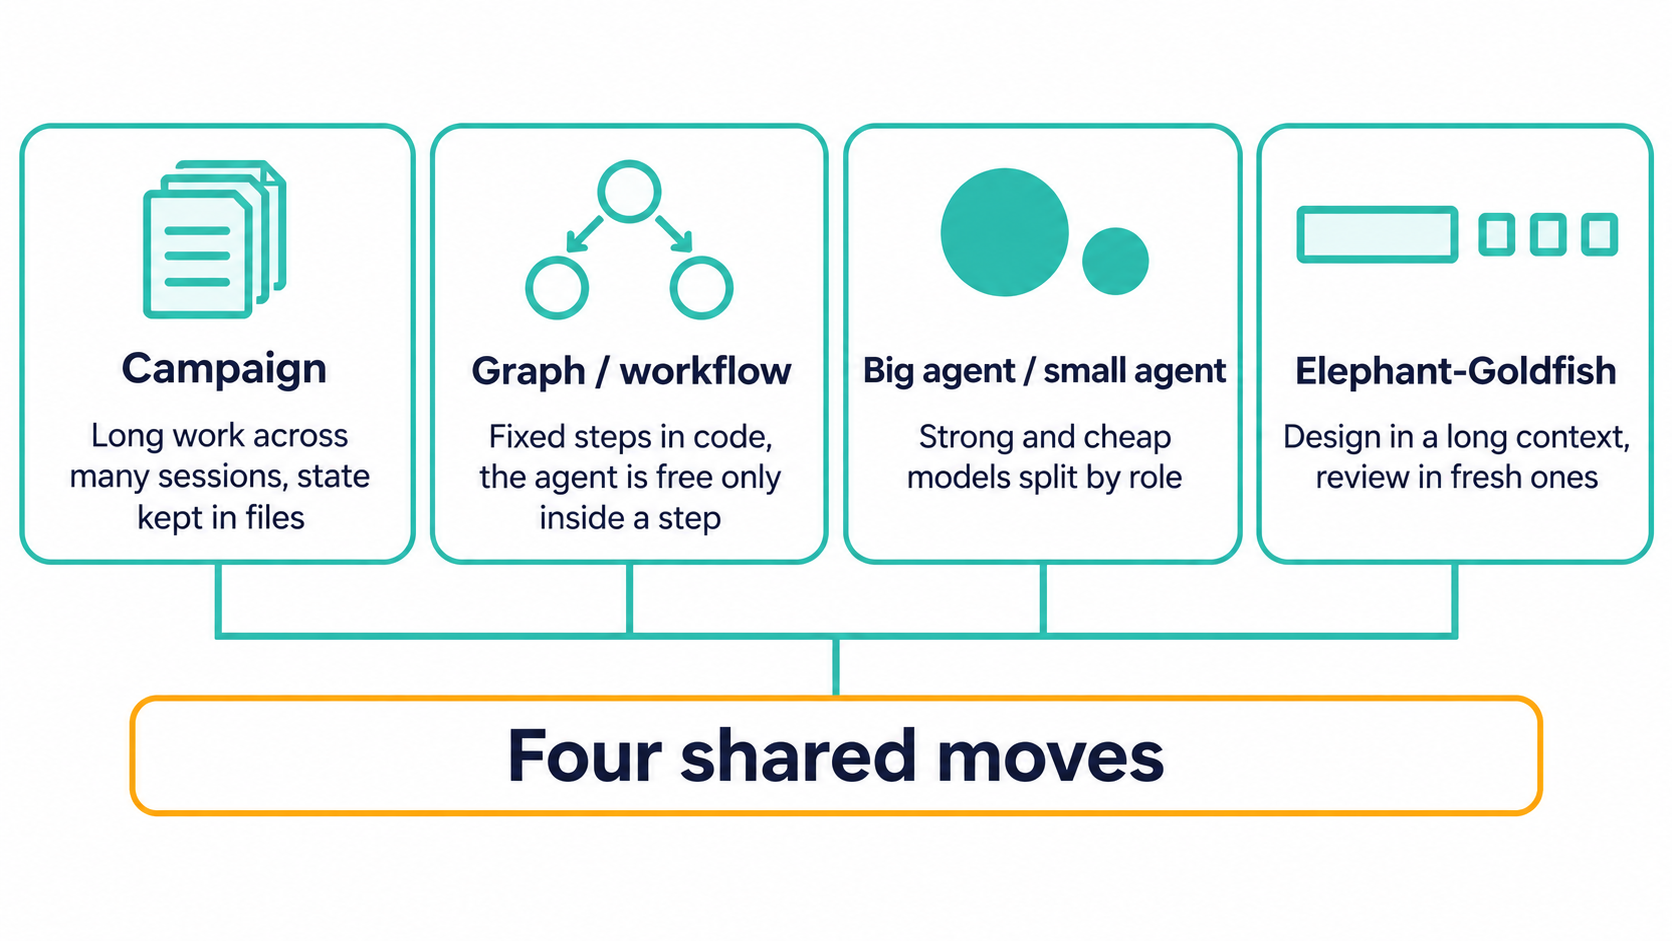 Campaign
Long work across
many sessions, state
kept in files
Graph / workflow
Fixed steps in code,
the agent is free only
inside a step
Big agent / small agent
Strong and cheap
models split by role
Elephant-Goldfish
Design in a long context,
review in fresh ones
Four shared moves